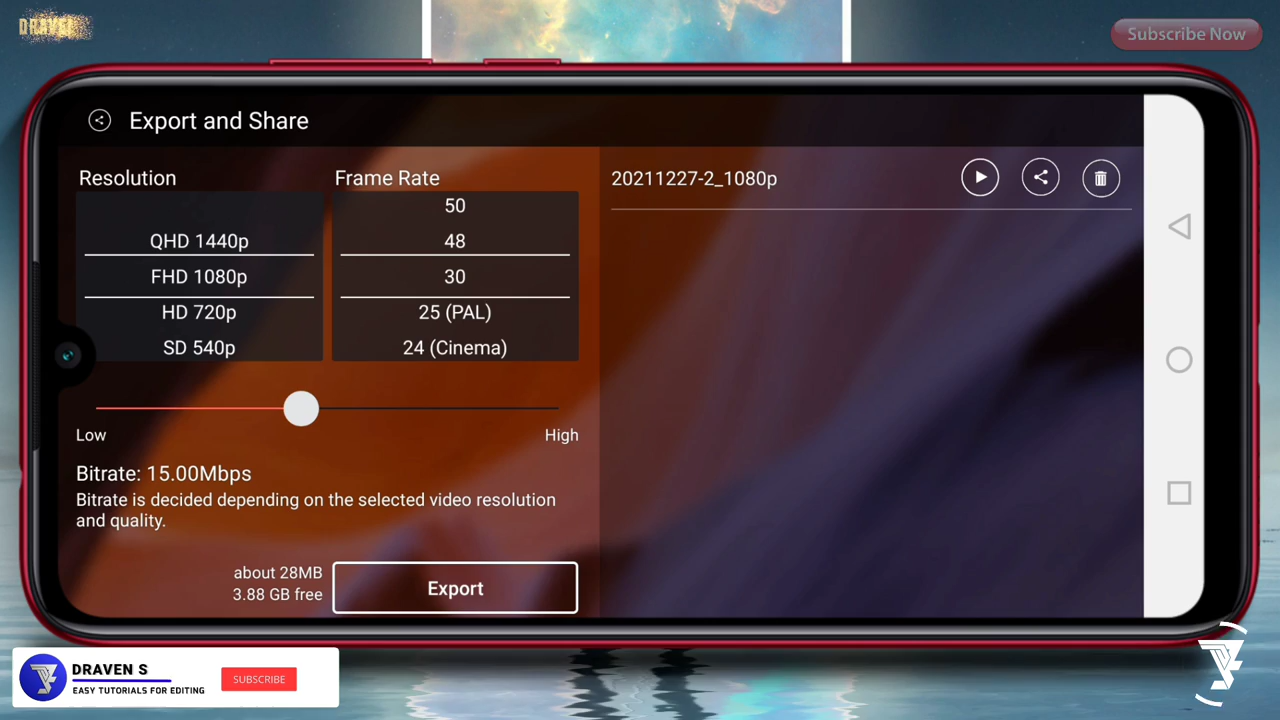 DRAVEN
Subscribe Now
Export and Share
Resolution
Frame Rate
QHD 1440p
FHD 1080p
HD 720p
SD 540p
50
48
30
25 (PAL)
24 (Cinema)
Low
High
Bitrate: 15.00Mbps
Bitrate is decided depending on the selected video resolution
and quality.
about 28MB
3.88 GB free
Export
20211227-2_1080p
DRAVEN S
EASY TUTORIALS FOR EDITING
SUBSCRIBE